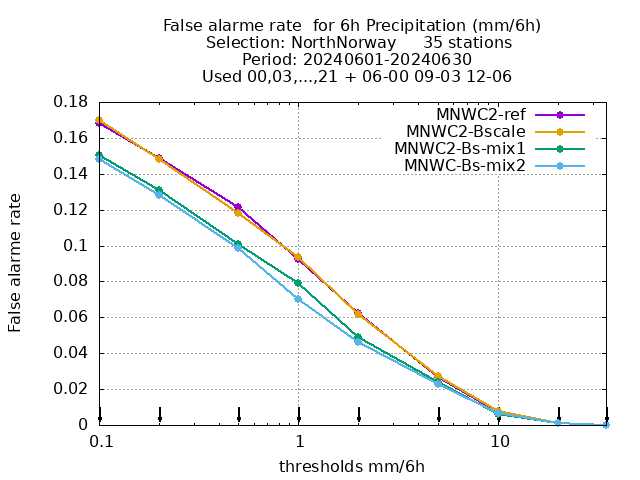 False alarme rate  for 6h Precipitation (mm/6h)
Selection: NorthNorway     35 stations
Period: 20240601-20240630
Used 00,03,...,21 + 06-00 09-03 12-06
MNWC2-ref
MNWC2-Bscale
MNWC2-Bs-mix1
MNWC-Bs-mix2
False alarme rate
0.18
0.16
0.14
0.12
0.1
0.08
0.06
0.04
0.02
0
0.1
1
10
thresholds mm/6h